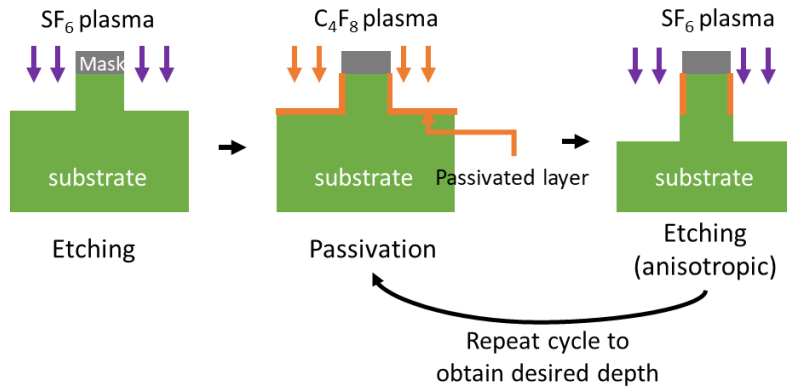 SF₆ plasma
C₄F₈ plasma
SF₆ plasma
Mask
substrate
substrate
Passivated layer
substrate
Etching
Passivation
Etching
(anisotropic)
Repeat cycle to
obtain desired depth